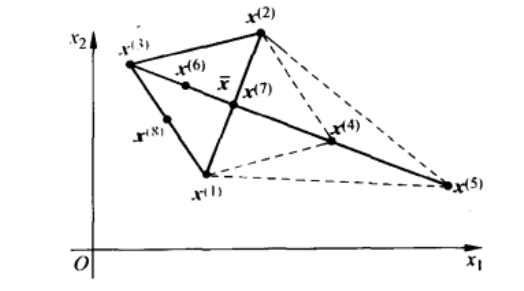 x⁽²⁾
x₂
x⁽³⁾
x⁽⁶⁾
x̄
x⁽⁷⁾
x⁽⁸⁾
x⁽⁴⁾
x⁽¹⁾
x⁽⁵⁾
O
x₁